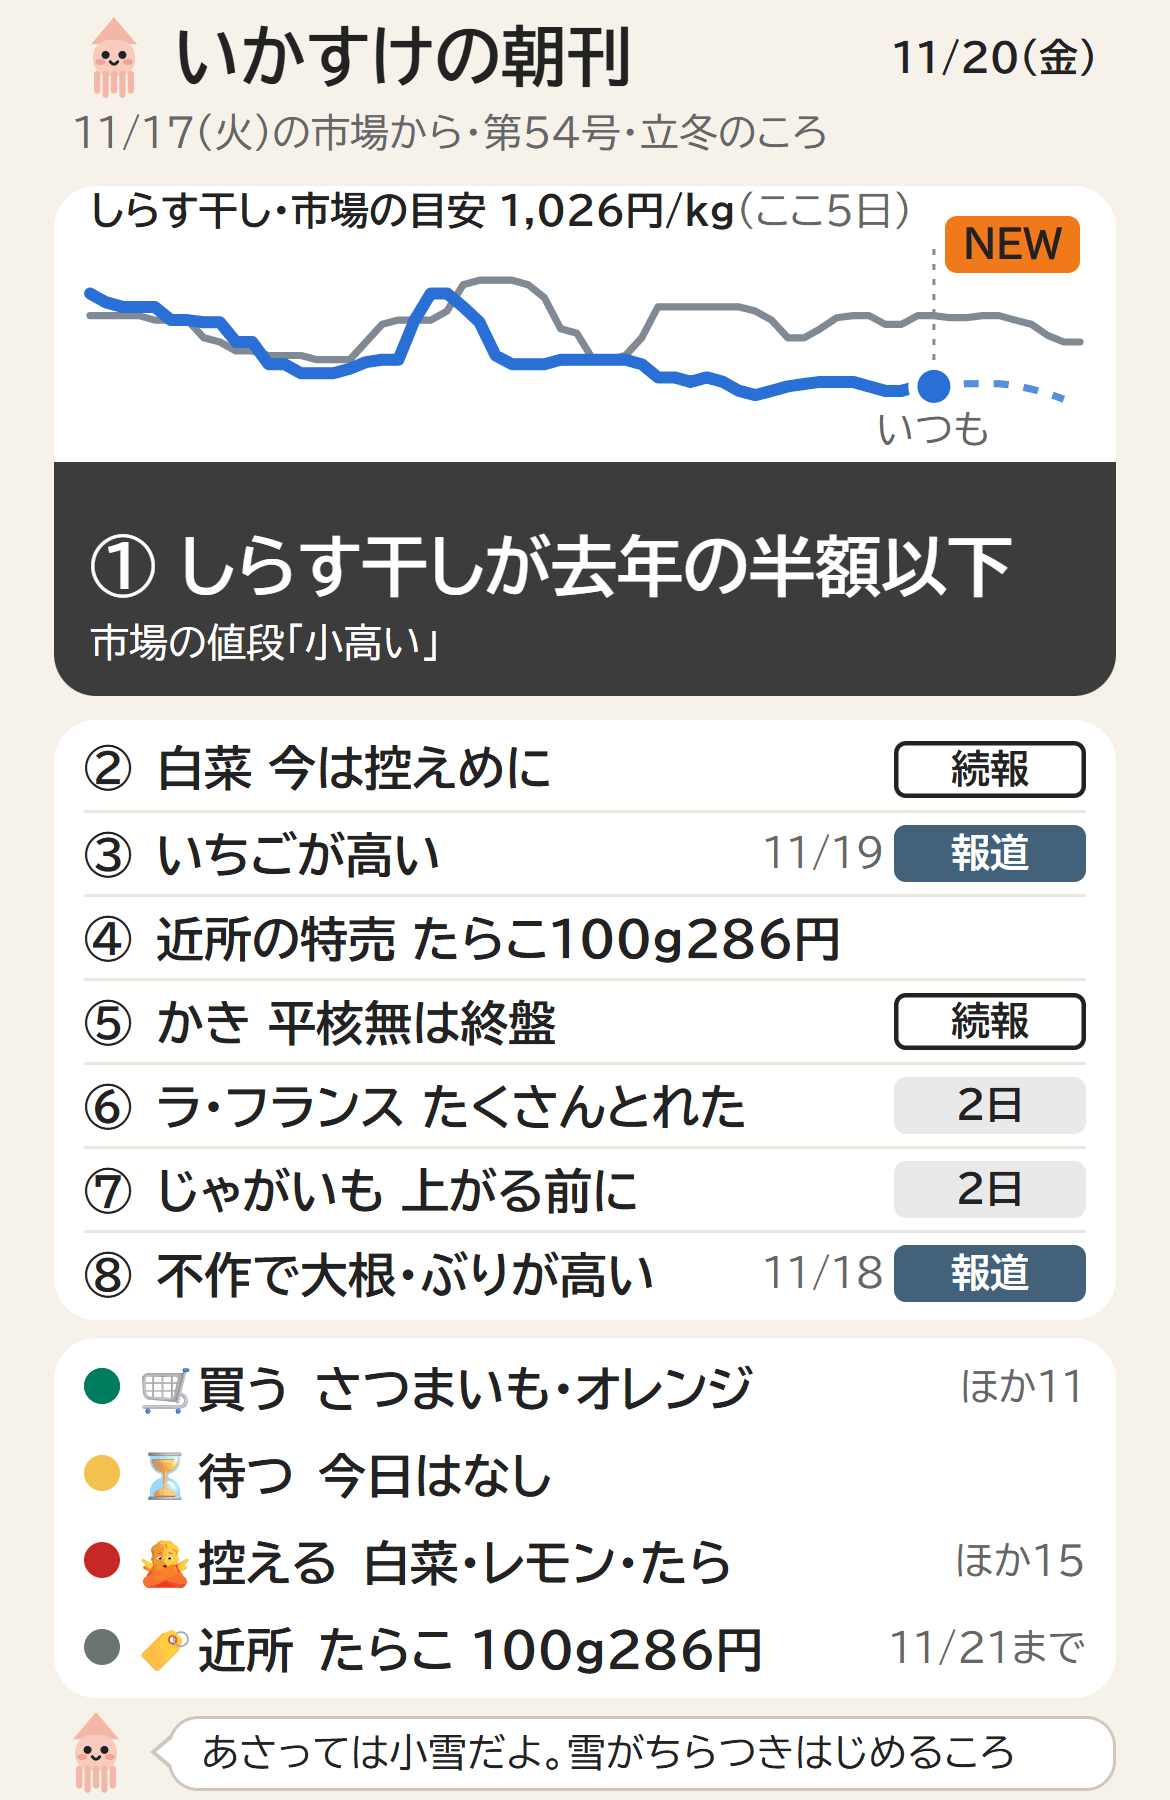 いかすけの朝刊 11/20(金)
11/17(火)の市場から・第54号・立冬のころ
しらす干し・市場の目安 1,026円/kg(ここ5日)
NEW
いつも
① しらす干しが去年の半額以下
市場の値段「小高い」
② 白菜 今は控えめに 続報
③ いちごが高い 11/19 報道
④ 近所の特売 たらこ100g286円
⑤ かき 平核無は終盤 続報
⑥ ラ・フランス たくさんとれた 2日
⑦ じゃがいも 上がる前に 2日
⑧ 不作で大根・ぶりが高い 11/18 報道
買う さつまいも・オレンジ ほか11
待つ 今日はなし
控える 白菜・レモン・たら ほか15
近所 たらこ 100g286円 11/21まで
あさっては小雪だよ。雪がちらつきはじめるころ